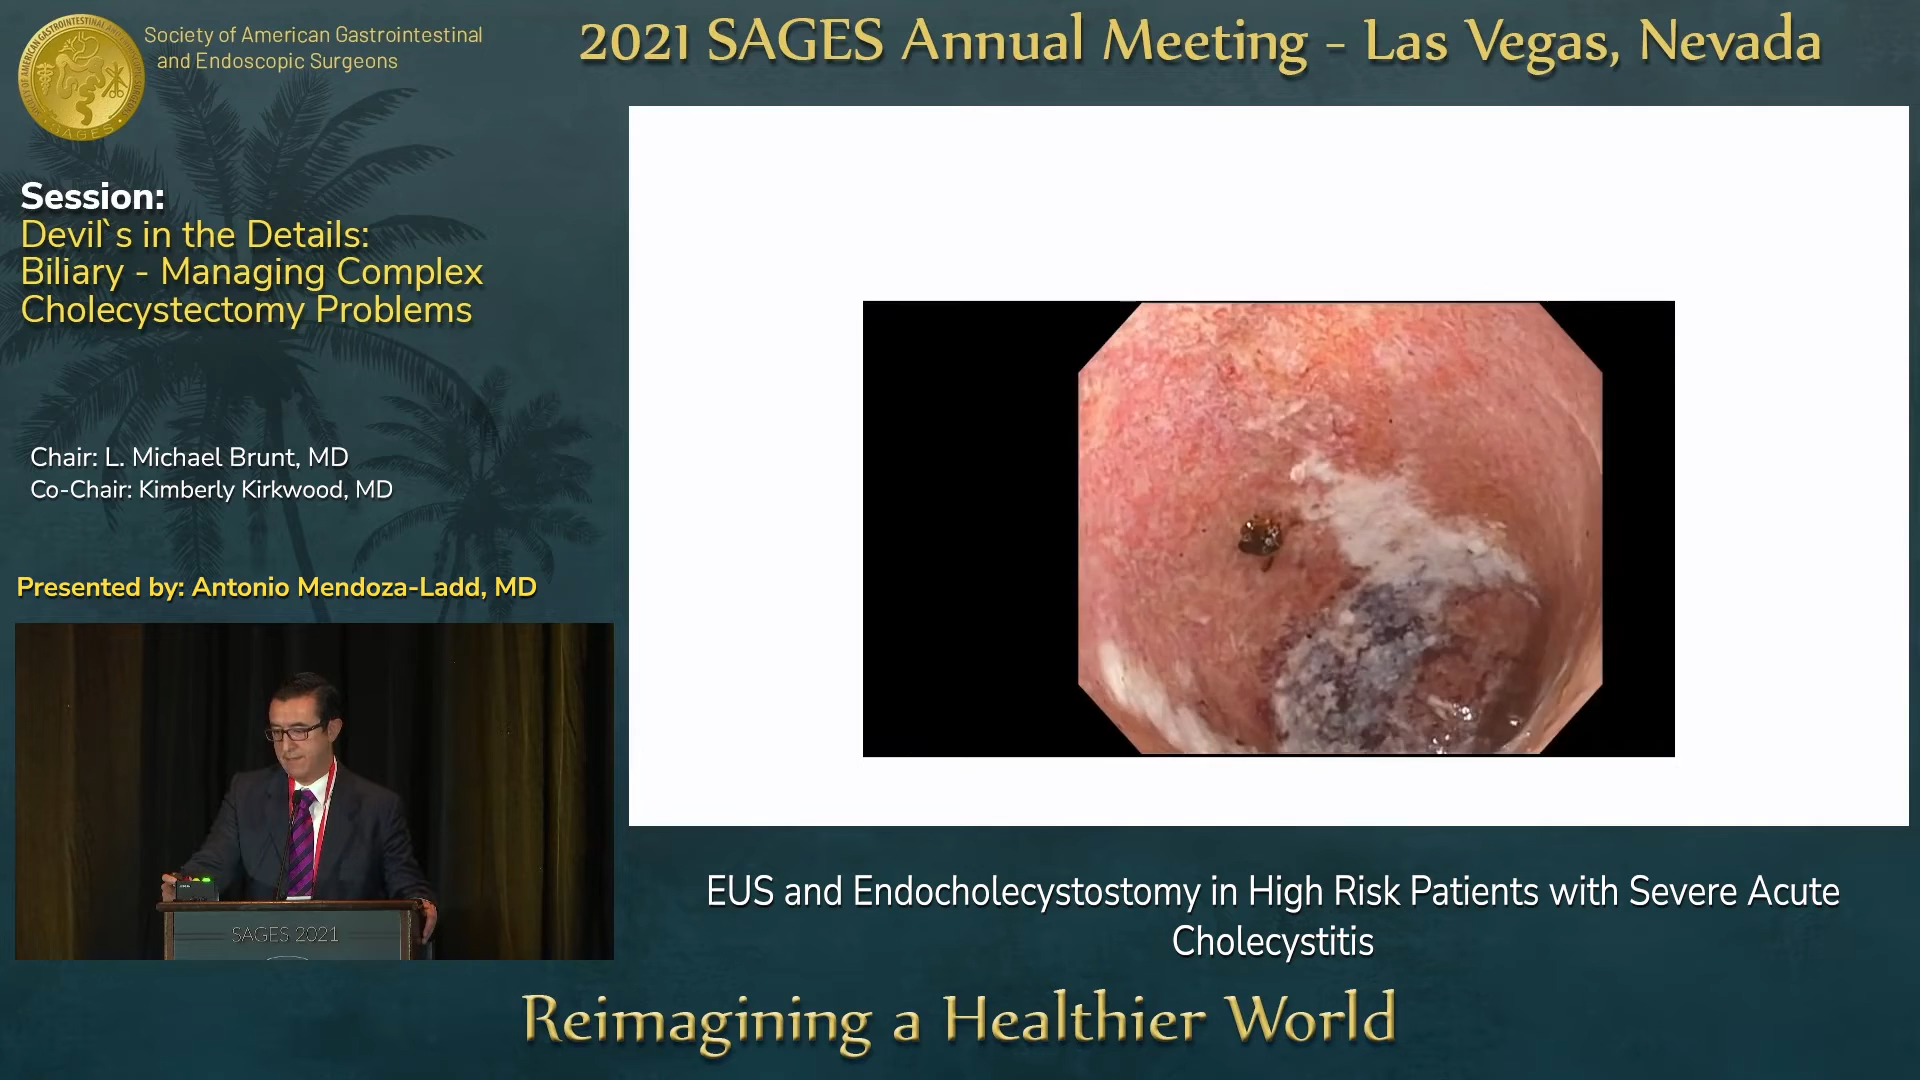 Society of American Gastrointestinal
and Endoscopic Surgeons
2021 SAGES Annual Meeting - Las Vegas, Nevada
SAGES
Session:
Devil`s in the Details:
Biliary - Managing Complex
Cholecystectomy Problems
Chair: L. Michael Brunt, MD
Co-Chair: Kimberly Kirkwood, MD
Presented by: Antonio Mendoza-Ladd, MD
SAGES 2021
EUS and Endocholecystostomy in High Risk Patients with Severe Acute
Cholecystitis
Reimagining a Healthier World